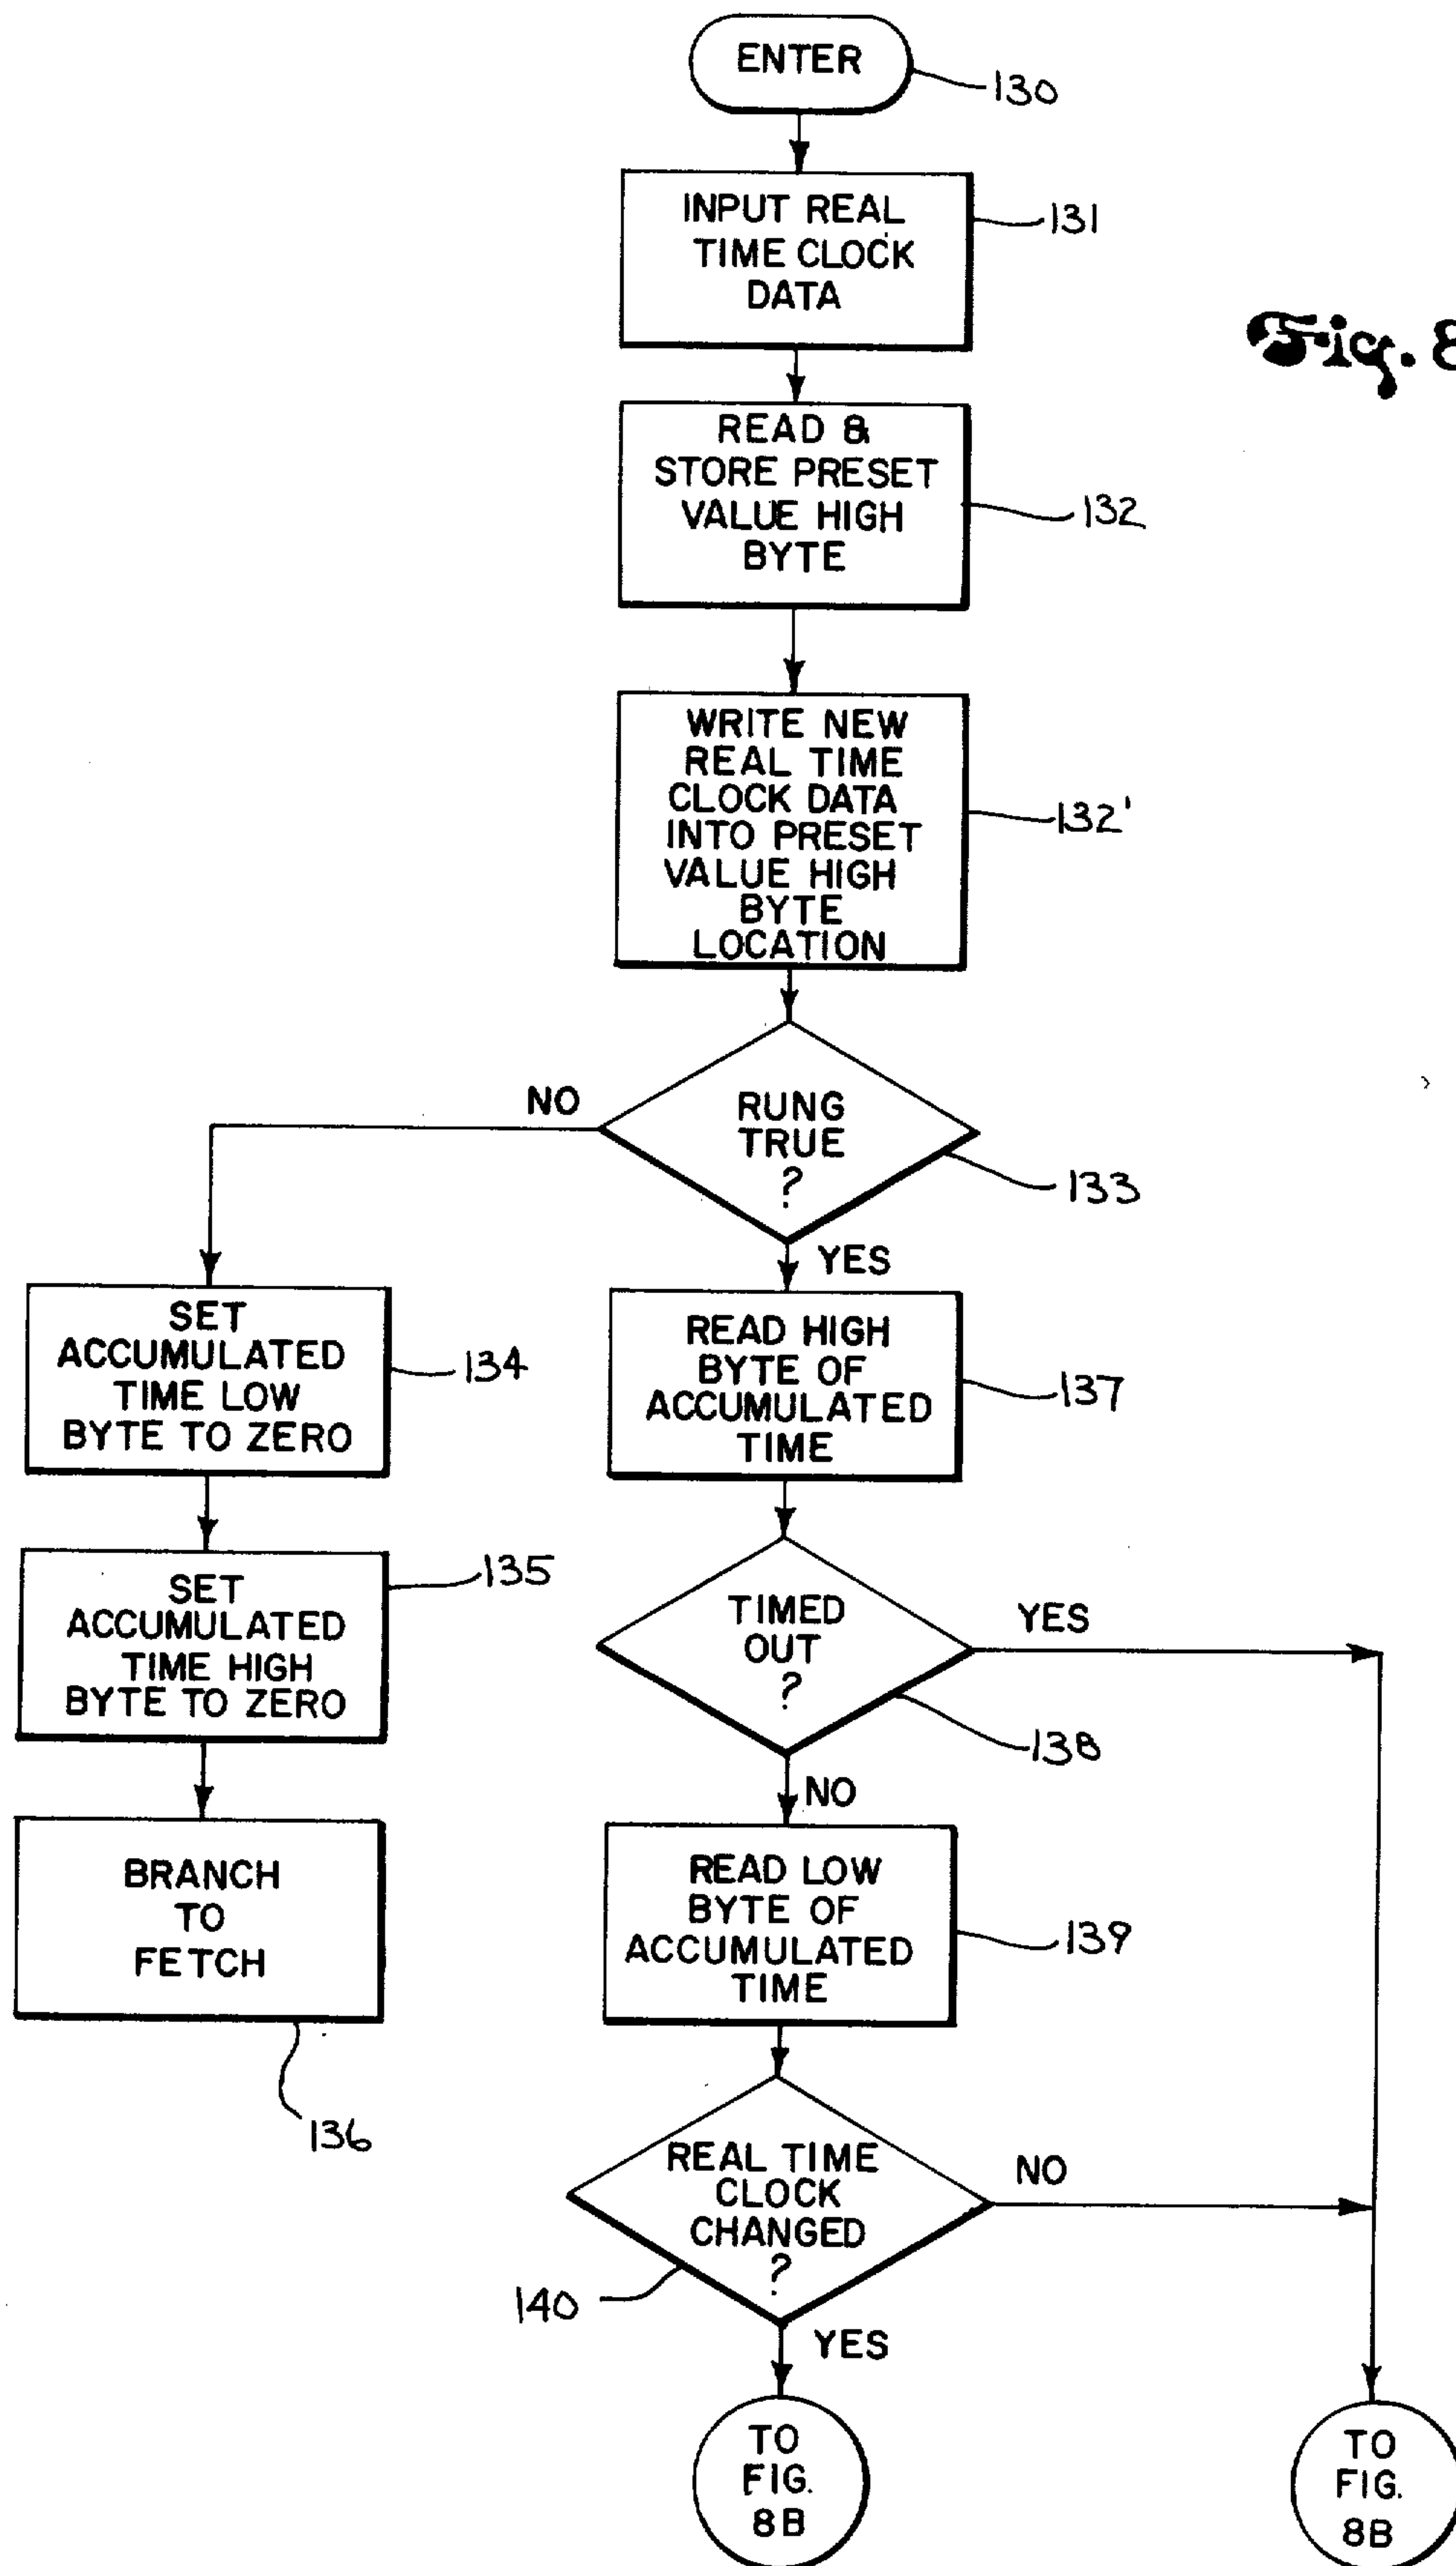 ENTER
130
INPUT REAL
TIME CLOCK
DATA
131
Fig. 8
READ &
STORE PRESET
VALUE HIGH
BYTE
132
WRITE NEW
REAL TIME
CLOCK DATA
INTO PRESET
VALUE HIGH
BYTE
LOCATION
132'
RUNG
TRUE
?
133
NO
YES
SET
ACCUMULATED
TIME LOW
BYTE TO ZERO
134
READ HIGH
BYTE OF
ACCUMULATED
TIME
137
SET
ACCUMULATED
TIME HIGH
BYTE TO ZERO
135
TIMED
OUT
?
138
YES
NO
BRANCH
TO
FETCH
136
READ LOW
BYTE OF
ACCUMULATED
TIME
139
REAL TIME
CLOCK
CHANGED
?
140
NO
YES
TO
FIG.
8B
TO
FIG.
8B